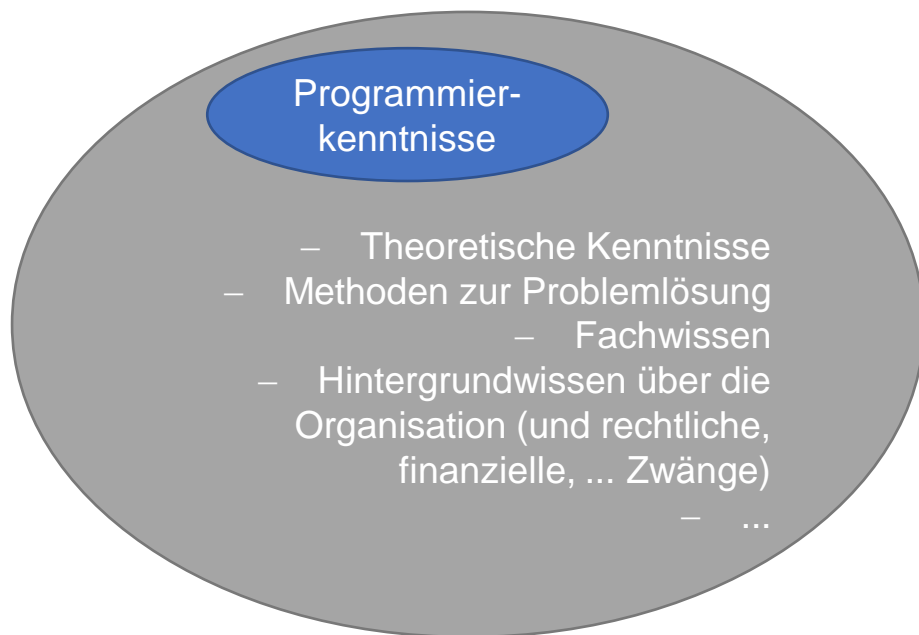 Programmier-
kenntnisse
– Theoretische Kenntnisse
– Methoden zur Problemlösung
– Fachwissen
– Hintergrundwissen über die
Organisation (und rechtliche,
finanzielle, ... Zwänge)
– ...